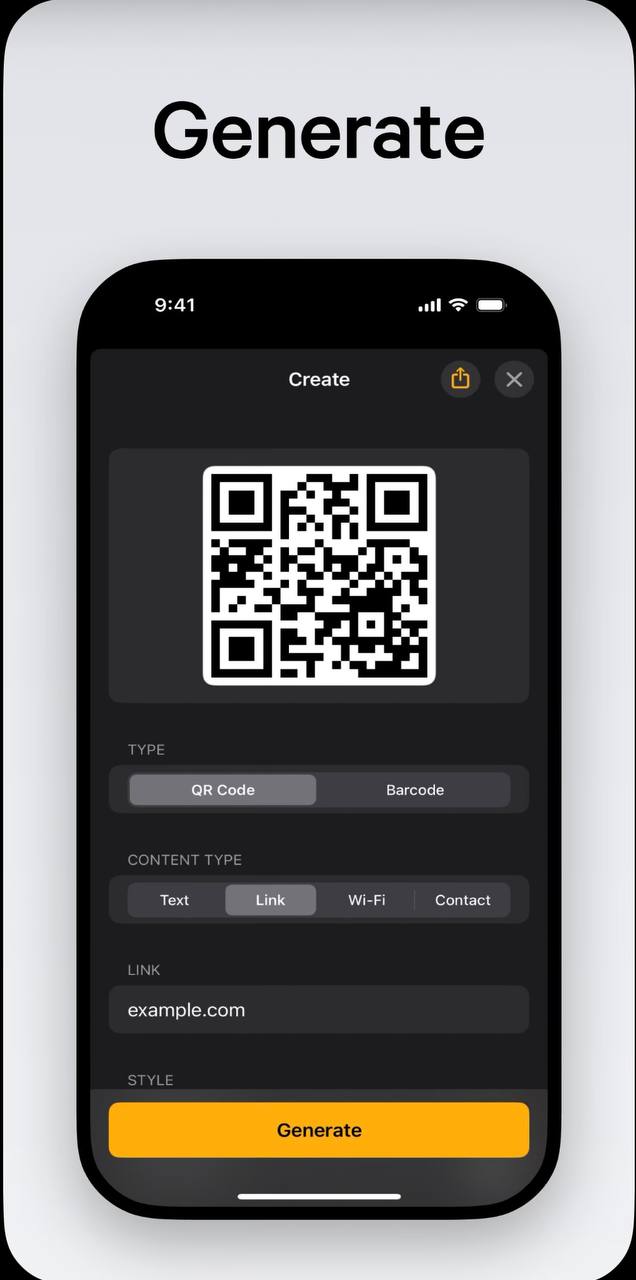 Generate
9:41
Create
TYPE
QR Code Barcode
CONTENT TYPE
Text Link Wi-Fi Contact
LINK
example.com
STYLE
Generate